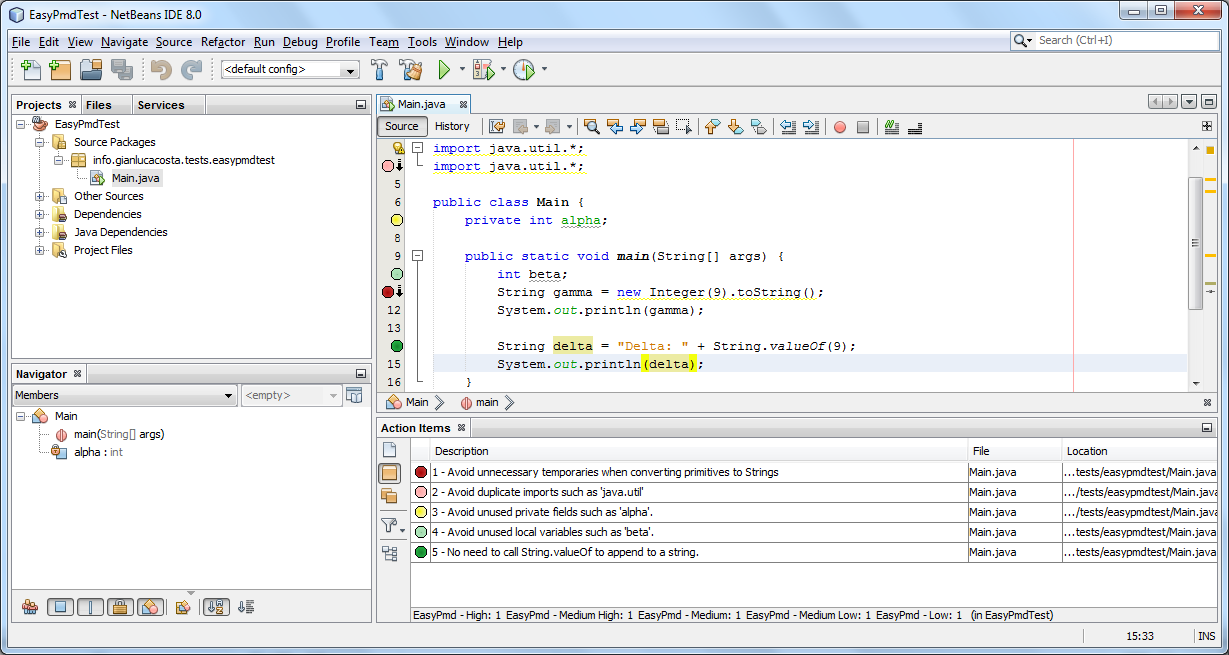 EasyPmdTest - NetBeans IDE 8.0
File Edit View Navigate Source Refactor Run Debug Profile Team Tools Window Help
Search (Ctrl+I)
<default config>
Projects Files Services
EasyPmdTest
Source Packages
info.gianlucacosta.tests.easypmdtest
Main.java
Other Sources
Dependencies
Java Dependencies
Project Files
Navigator
Members
<empty>
Main
main(String[] args)
alpha : int
Main.java
Source History
import java.util.*;
import java.util.*;
5
6 public class Main {
private int alpha;
8
9 public static void main(String[] args) {
int beta;
String gamma = new Integer(9).toString();
12 System.out.println(gamma);
13
String delta = "Delta: " + String.valueOf(9);
15 System.out.println(delta);
16 }
Main main
Action Items
Description File Location
1 - Avoid unnecessary temporaries when converting primitives to Strings Main.java ...tests/easypmdtest/Main.java
2 - Avoid duplicate imports such as 'java.util' Main.java .../tests/easypmdtest/Main.java
3 - Avoid unused private fields such as 'alpha'. Main.java .../tests/easypmdtest/Main.java
4 - Avoid unused local variables such as 'beta'. Main.java ...tests/easypmdtest/Main.java
5 - No need to call String.valueOf to append to a string. Main.java ...tests/easypmdtest/Main.java
EasyPmd - High: 1 EasyPmd - Medium High: 1 EasyPmd - Medium: 1 EasyPmd - Medium Low: 1 EasyPmd - Low: 1 (in EasyPmdTest)
15:33 INS